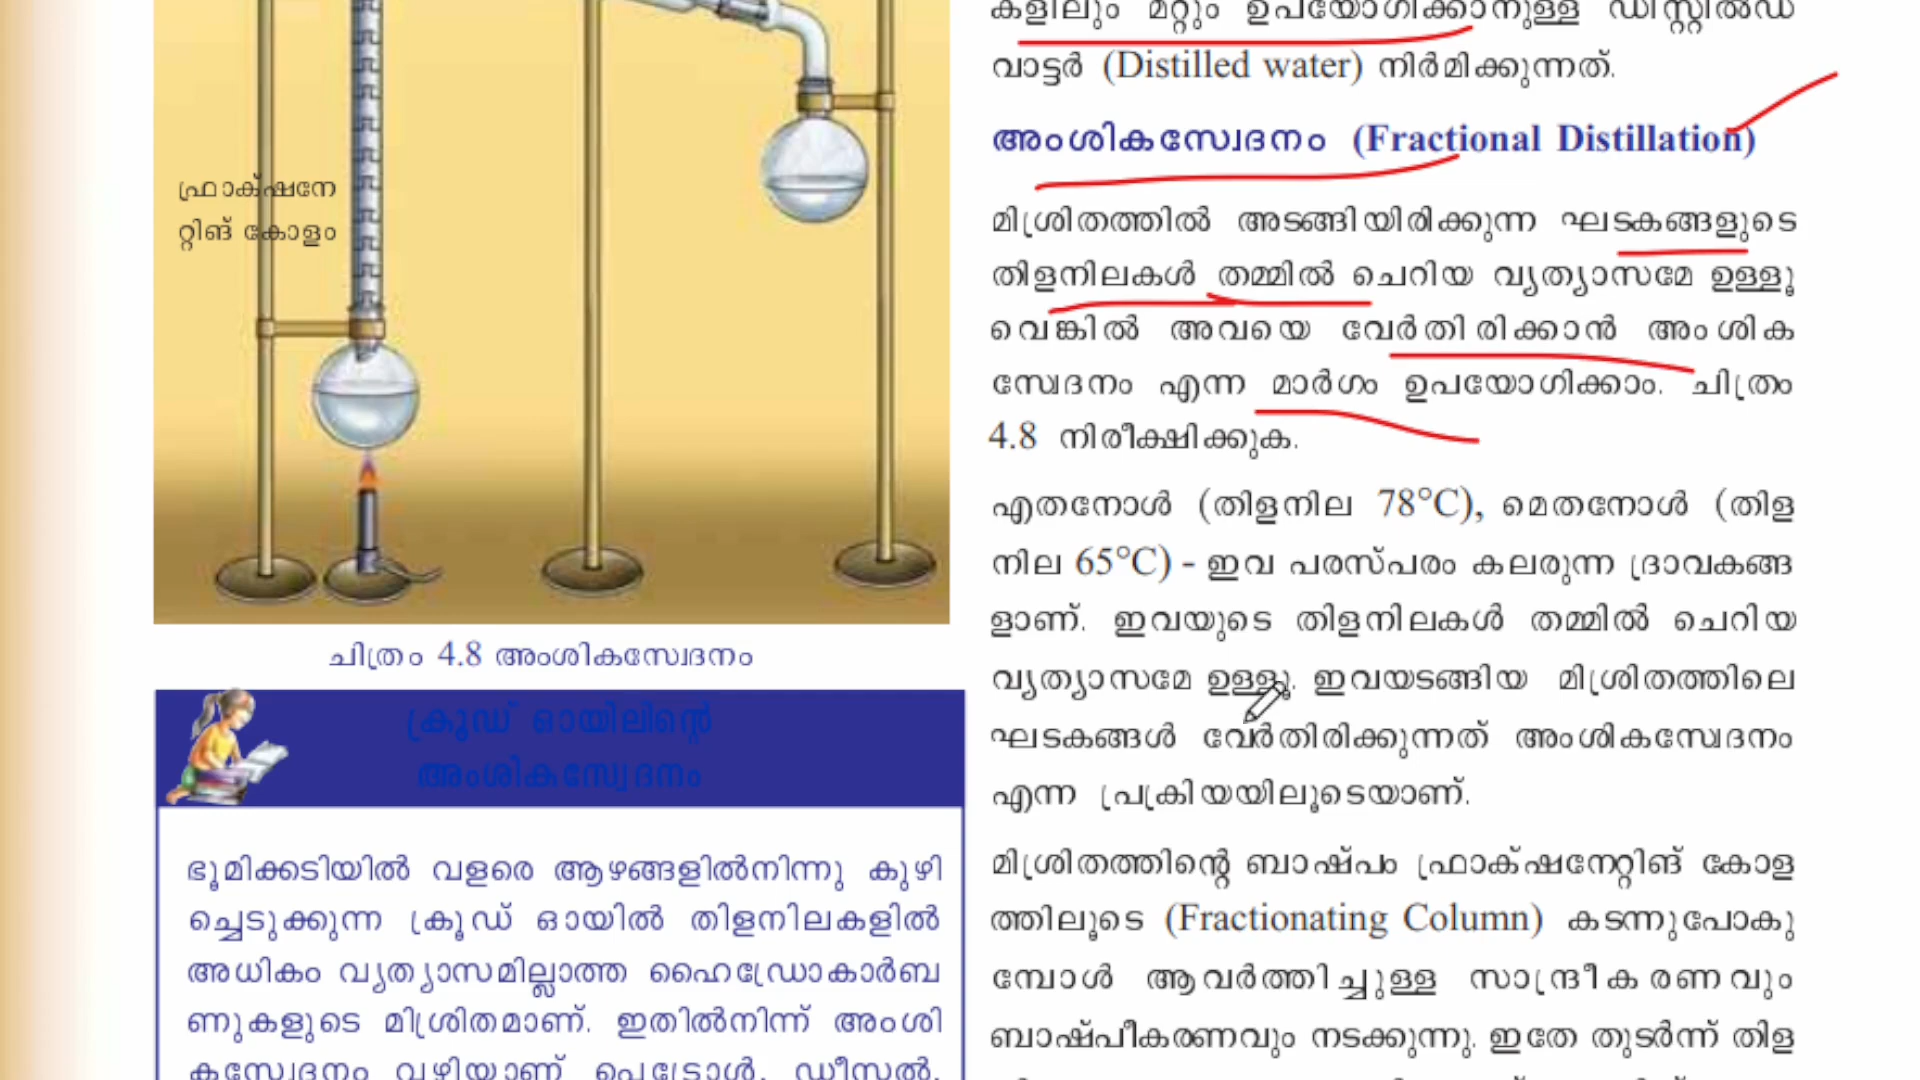 കളിലും മറ്റും ഉപയോഗിക്കാനുള്ള ഡിസ്റ്റിൽഡ്
വാട്ടർ (Distilled water) നിർമിക്കുന്നത്.
അംശികസ്വേദനം (Fractional Distillation)
മിശ്രിതത്തിൽ അടങ്ങിയിരിക്കുന്ന ഘടകങ്ങളുടെ
തിളനിലകൾ തമ്മിൽ ചെറിയ വ്യത്യാസമേ ഉള്ളൂ
വെങ്കിൽ അവയെ വേർതിരിക്കാൻ അംശിക
സ്വേദനം എന്ന മാർഗം ഉപയോഗിക്കാം. ചിത്രം
4.8 നിരീക്ഷിക്കുക.
എതനോൾ (തിളനില 78°C), മെതനോൾ (തിള
നില 65°C) - ഇവ പരസ്പരം കലരുന്ന ദ്രാവകങ്ങ
ളാണ്. ഇവയുടെ തിളനിലകൾ തമ്മിൽ ചെറിയ
വ്യത്യാസമേ ഉള്ളൂ. ഇവയടങ്ങിയ മിശ്രിതത്തിലെ
ഘടകങ്ങൾ വേർതിരിക്കുന്നത് അംശികസ്വേദനം
എന്ന പ്രക്രിയയിലൂടെയാണ്.
മിശ്രിതത്തിന്റെ ബാഷ്പം ഫ്രാക്ഷനേറ്റിങ് കോള
ത്തിലൂടെ (Fractionating Column) കടന്നുപോകു
മ്പോൾ ആവർത്തിച്ചുള്ള സാന്ദ്രീകരണവും
ബാഷ്പീകരണവും നടക്കുന്നു. ഇതേ തുടർന്ന് തിള
ഫ്രാക്ഷനേ
റ്റിങ് കോളം
ചിത്രം 4.8 അംശികസ്വേദനം
ക്രൂഡ് ഓയിലിന്റെ
അംശികസ്വേദനം
ഭൂമിക്കടിയിൽ വളരെ ആഴങ്ങളിൽനിന്നു കുഴി
ച്ചെടുക്കുന്ന ക്രൂഡ് ഓയിൽ തിളനിലകളിൽ
അധികം വ്യത്യാസമില്ലാത്ത ഹൈഡ്രോകാർബ
ണുകളുടെ മിശ്രിതമാണ്. ഇതിൽനിന്ന് അംശി
കസ്വേദനം വഴിയാണ് പെട്രോൾ, ഡീസൽ,